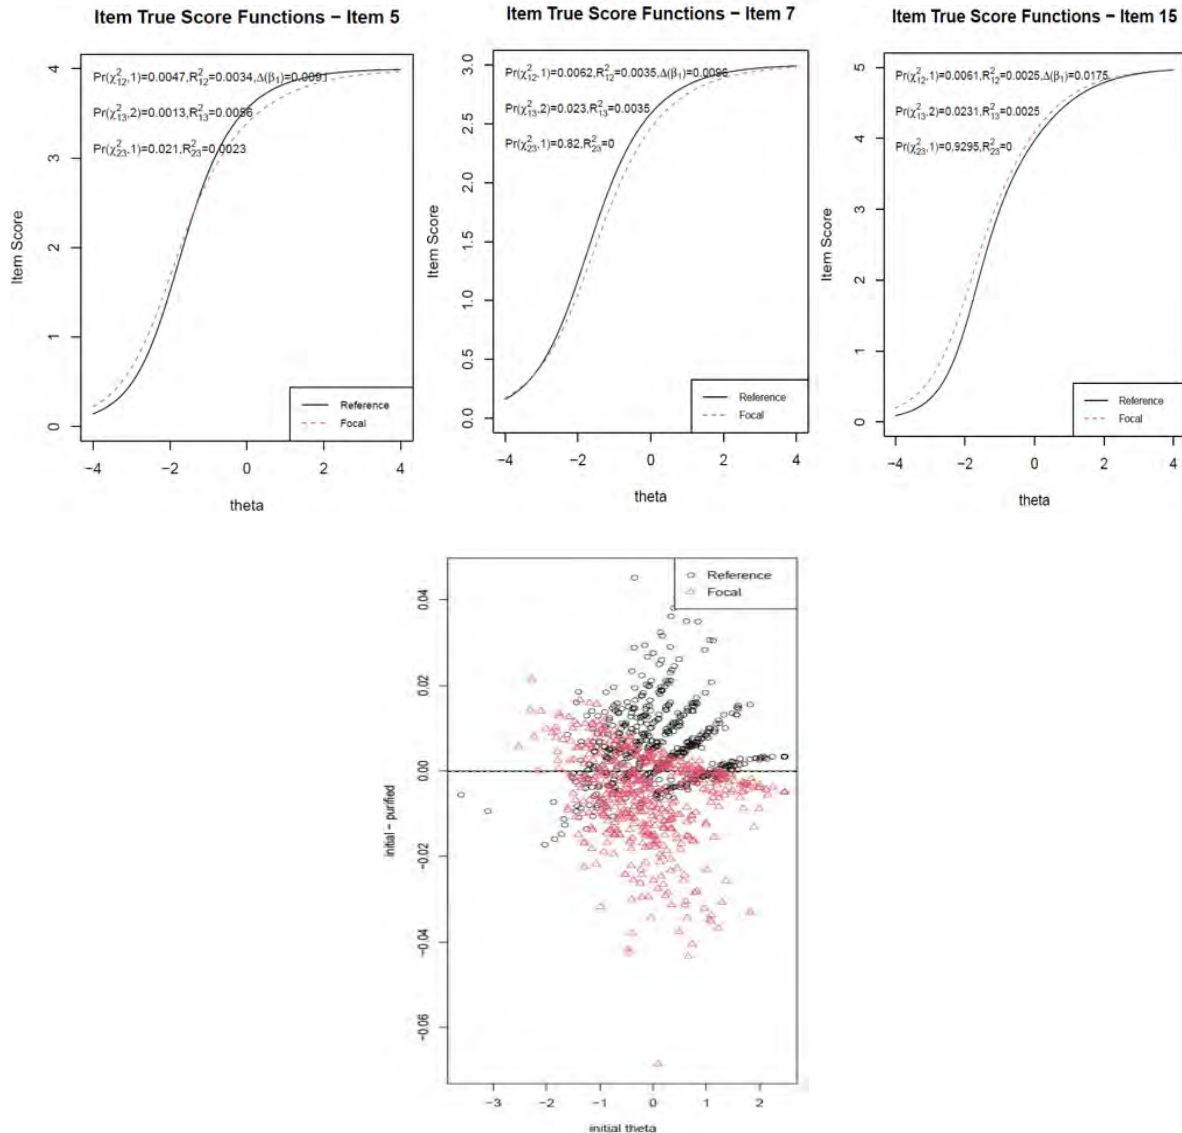 Item True Score Functions – Item 5
Pr(χ²₁₂,1)=0.0047,R²₁₂=0.0034,Δ(β₁)=0.0091
Pr(χ²₁₃,2)=0.0013,R²₁₃=0.0056
Pr(χ²₂₃,1)=0.021,R²₂₃=0.0023
Item Score
4
3
2
1
0
Reference
Focal
−4 −2 0 2 4
theta
Item True Score Functions – Item 7
Pr(χ²₁₂,1)=0.0062,R²₁₂=0.0035,Δ(β₁)=0.0096
Pr(χ²₁₃,2)=0.023,R²₁₃=0.0035
Pr(χ²₂₃,1)=0.82,R²₂₃=0
Item Score
3.0
2.5
2.0
1.5
1.0
0.5
0.0
Reference
Focal
−4 −2 0 2 4
theta
Item True Score Functions – Item 15
Pr(χ²₁₂,1)=0.0061,R²₁₂=0.0025,Δ(β₁)=0.0175
Pr(χ²₁₃,2)=0.0231,R²₁₃=0.0025
Pr(χ²₂₃,1)=0.9295,R²₂₃=0
Item Score
5
4
3
2
1
0
Reference
Focal
−4 −2 0 2 4
theta
Reference
Focal
initial − purified
0.04
0.02
0.00
−0.02
−0.04
−0.06
−3 −2 −1 0 1 2
initial theta